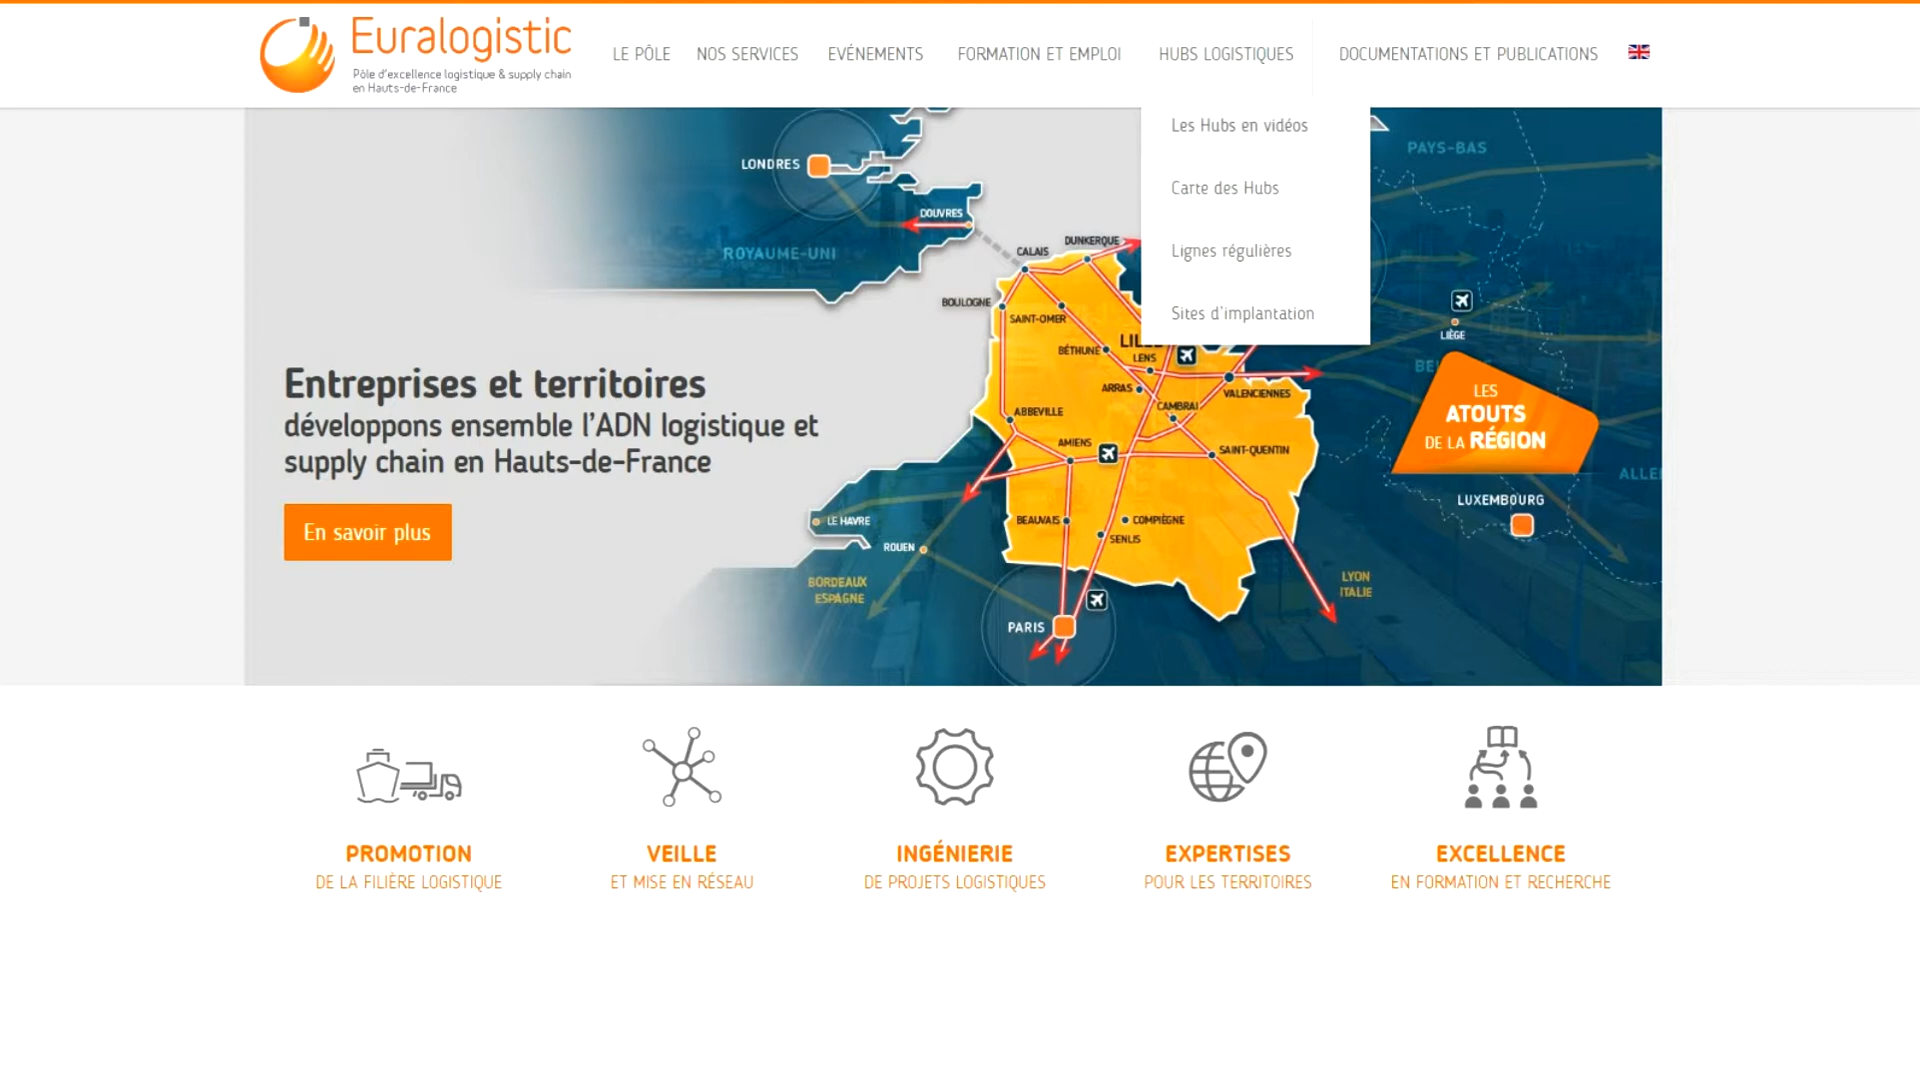 Euralogistic
Pôle d'excellence logistique & supply chain
en Hauts-de-France
LE PÔLE
NOS SERVICES
EVÉNEMENTS
FORMATION ET EMPLOI
HUBS LOGISTIQUES
DOCUMENTATIONS ET PUBLICATIONS
Les Hubs en vidéos
Carte des Hubs
Lignes régulières
Sites d'implantation
LONDRES
DOUVRES
ROYAUME-UNI
PAYS-BAS
CALAIS
DUNKERQUE
BOULOGNE
SAINT-OMER
BÉTHUNE
LENS
ARRAS
VALENCIENNES
CAMBRAI
ABBEVILLE
AMIENS
SAINT-QUENTIN
LIÈGE
LES
ATOUTS
DE LA RÉGION
LUXEMBOURG
LE HAVRE
ROUEN
BEAUVAIS
COMPIÈGNE
SENLIS
BORDEAUX
ESPAGNE
LYON
ITALIE
PARIS
Entreprises et territoires
développons ensemble l'ADN logistique et
supply chain en Hauts-de-France
En savoir plus
PROMOTION
DE LA FILIÈRE LOGISTIQUE
VEILLE
ET MISE EN RÉSEAU
INGÉNIERIE
DE PROJETS LOGISTIQUES
EXPERTISES
POUR LES TERRITOIRES
EXCELLENCE
EN FORMATION ET RECHERCHE